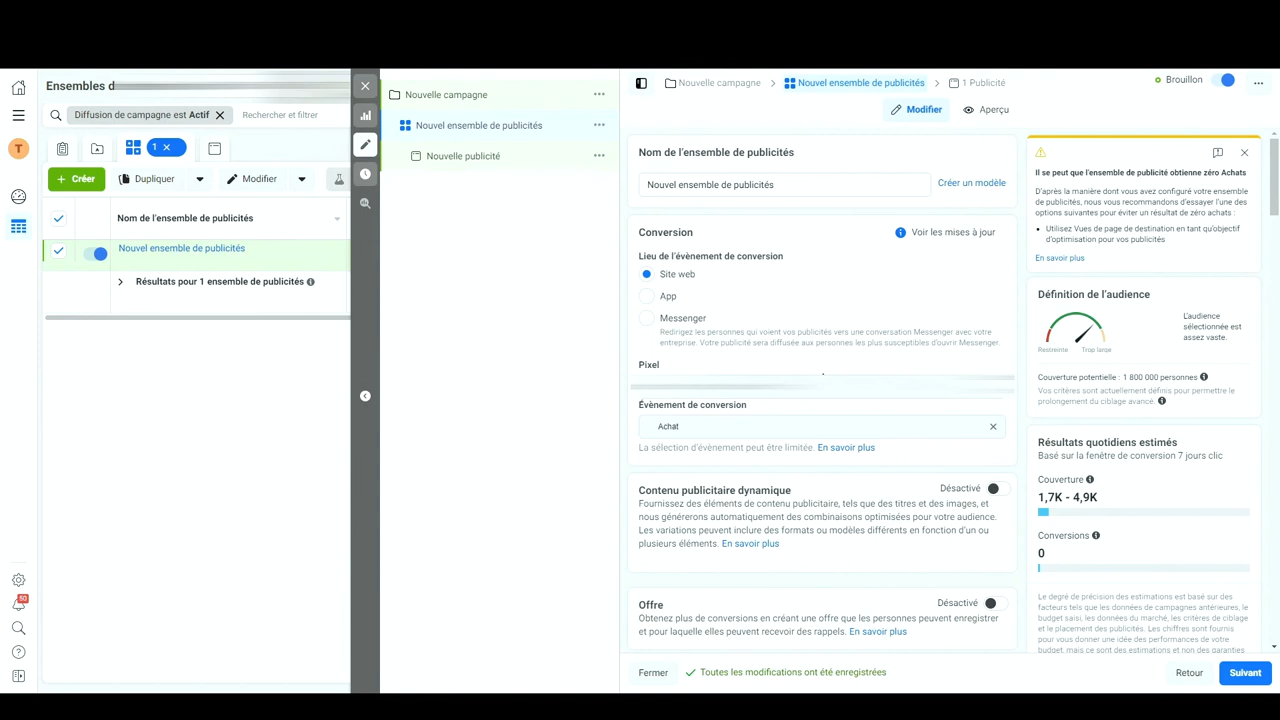 Ensembles d
Diffusion de campagne est Actif
Rechercher et filtrer
1
Créer
Dupliquer
Modifier
Nom de l'ensemble de publicités
Nouvel ensemble de publicités
Résultats pour 1 ensemble de publicités
T
50
Nouvelle campagne
Nouvel ensemble de publicités
Nouvelle publicité
Nouvelle campagne
Nouvel ensemble de publicités
1 Publicité
Brouillon
Modifier
Aperçu
Nom de l'ensemble de publicités
Nouvel ensemble de publicités
Créer un modèle
Conversion
Voir les mises à jour
Lieu de l'évènement de conversion
Site web
App
Messenger
Redirigez les personnes qui voient vos publicités vers une conversation Messenger avec votre
entreprise. Votre publicité sera diffusée aux personnes les plus susceptibles d'ouvrir Messenger.
Pixel
Évènement de conversion
Achat
La sélection d'évènement peut être limitée. En savoir plus
Contenu publicitaire dynamique
Désactivé
Fournissez des éléments de contenu publicitaire, tels que des titres et des images, et
nous générerons automatiquement des combinaisons optimisées pour votre audience.
Les variations peuvent inclure des formats ou modèles différents en fonction d'un ou
plusieurs éléments. En savoir plus
Offre
Désactivé
Obtenez plus de conversions en créant une offre que les personnes peuvent enregistrer
et pour laquelle elles peuvent recevoir des rappels. En savoir plus
Fermer
Toutes les modifications ont été enregistrées
Retour
Suivant
Il se peut que l'ensemble de publicité obtienne zéro Achats
D'après la manière dont vous avez configuré votre ensemble
de publicités, nous vous recommandons d'essayer l'une des
options suivantes pour éviter un résultat de zéro achats :
Utilisez Vues de page de destination en tant qu'objectif
d'optimisation pour vos publicités
En savoir plus
Définition de l'audience
L'audience
sélectionnée est
assez vaste.
Restreinte
Trop large
Couverture potentielle : 1 800 000 personnes
Vos critères sont actuellement définis pour permettre le
prolongement du ciblage avancé.
Résultats quotidiens estimés
Basé sur la fenêtre de conversion 7 jours clic
Couverture
1,7K - 4,9K
Conversions
0
Le degré de précision des estimations est basé sur des
facteurs tels que les données de campagnes antérieures, le
budget saisi, les données du marché, les critères de ciblage
et le placement des publicités. Les chiffres sont fournis
pour vous donner une idée des performances de votre
budget, mais ce sont des estimations et non des garanties